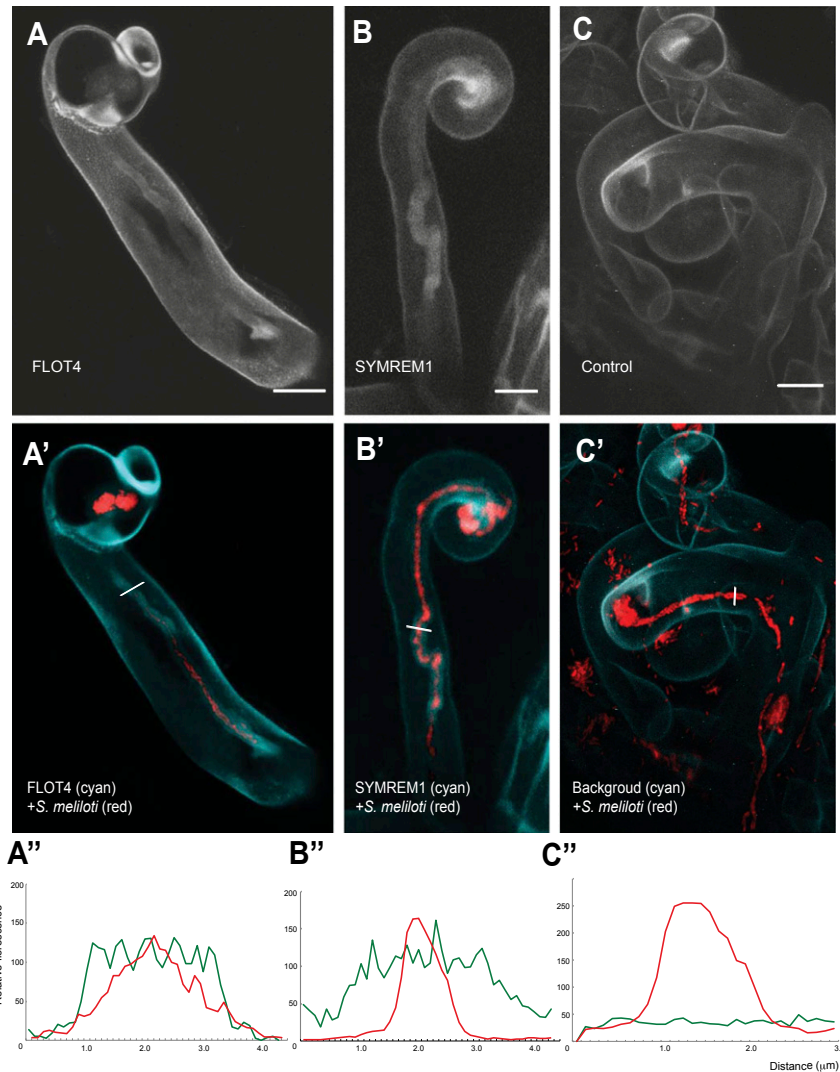 A
B
C
FLOT4
SYMREM1
Control
A’
B’
C’
FLOT4 (cyan)
+S. meliloti (red)
SYMREM1 (cyan)
+S. meliloti (red)
Backgroud (cyan)
+S. meliloti (red)
A’’
B’’
C’’
200
150
100
50
0
1.0
2.0
3.0
4.0
200
150
100
50
0
1.0
2.0
3.0
4.0
250
200
150
100
50
0
1.0
2.0
Distance (μm)